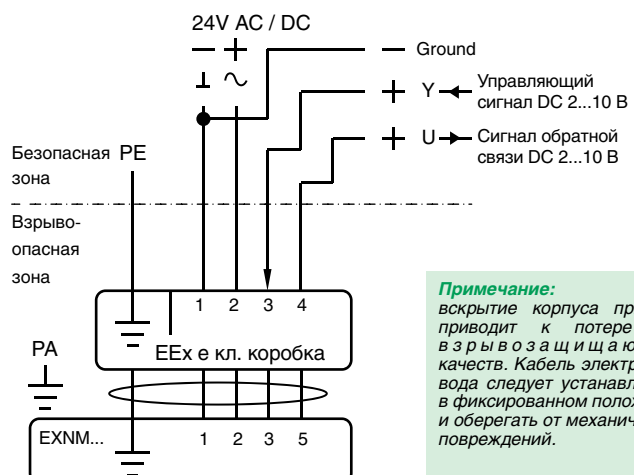 24V AC / DC
Ground
Y
Управляющий
сигнал DC 2...10 В
U
Сигнал обратной
связи DC 2...10 В
Безопасная
зона
PE
Взрыво-
опасная
зона
1 2 3 4
EEx e кл. коробка
PA
EXNM...
1 2 3 5
Примечание:
вскрытие корпуса
приводит к потере
взрывозащищаю
качеств. Кабель
следует
в фиксированном
и оберегать от
повреждений.